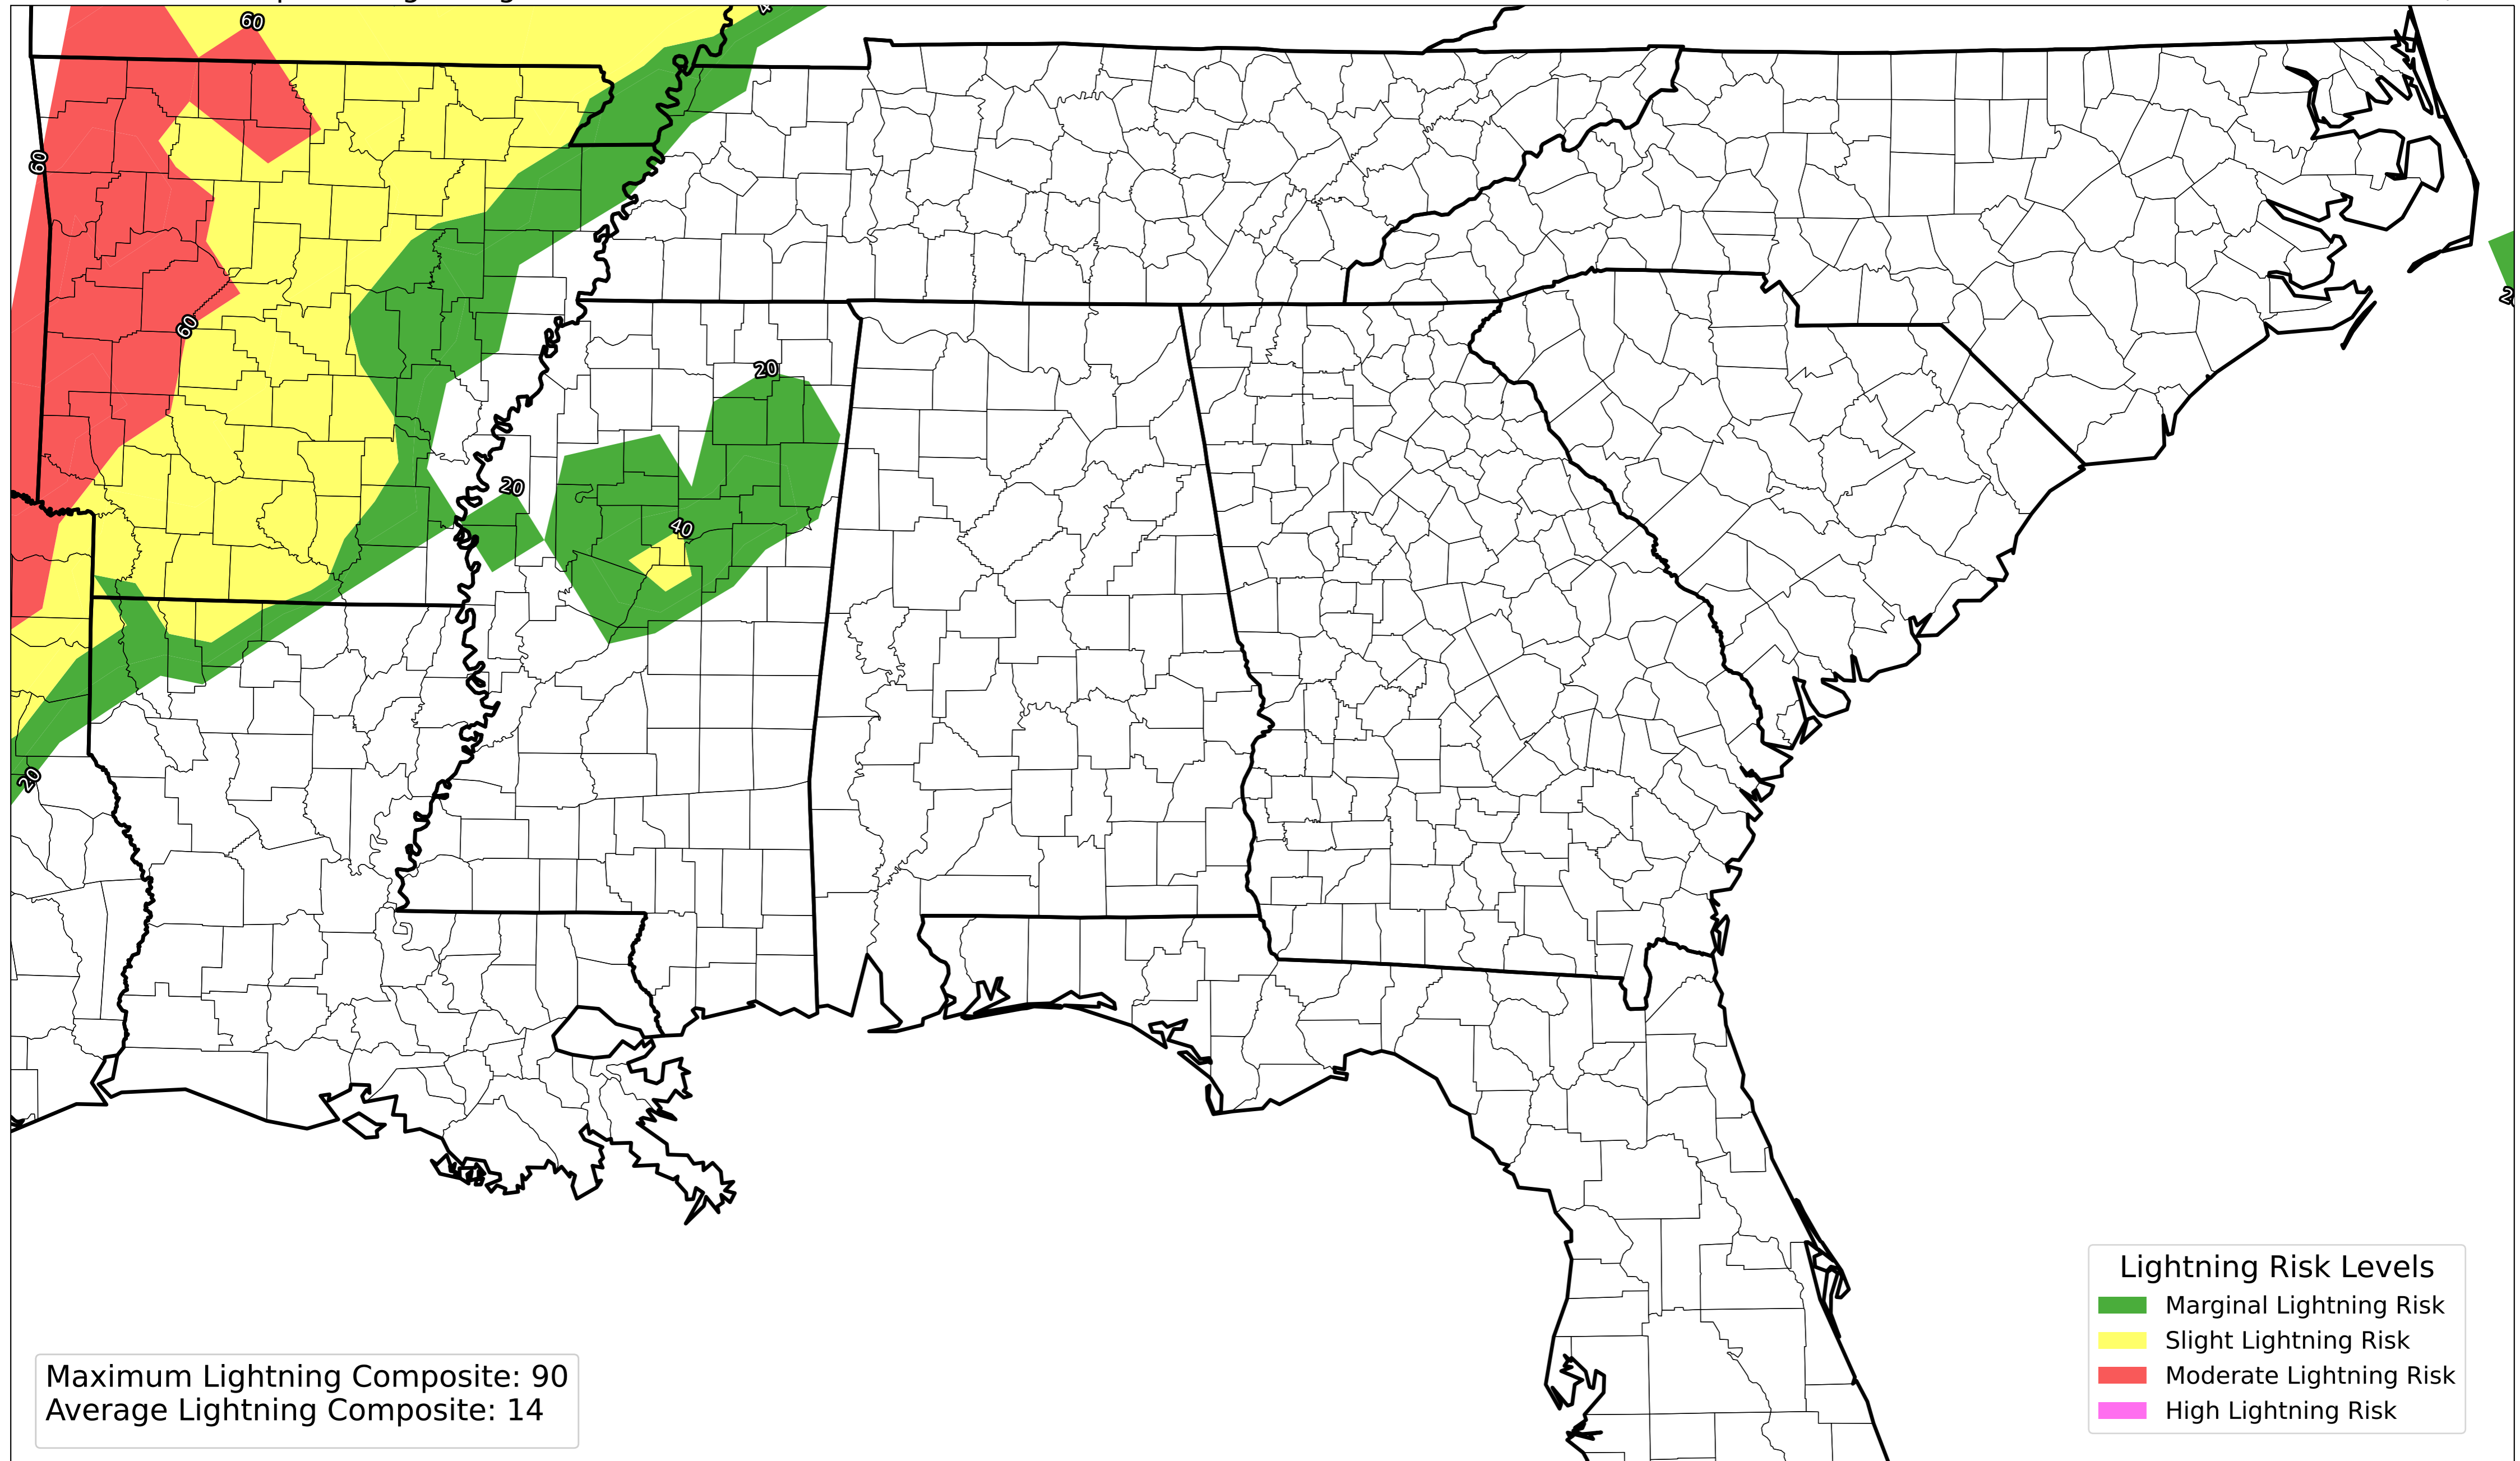 60
60
60
20
20
40
20
Lightning Risk Levels
Marginal Lightning Risk
Slight Lightning Risk
Moderate Lightning Risk
High Lightning Risk
Maximum Lightning Composite: 90
Average Lightning Composite: 14